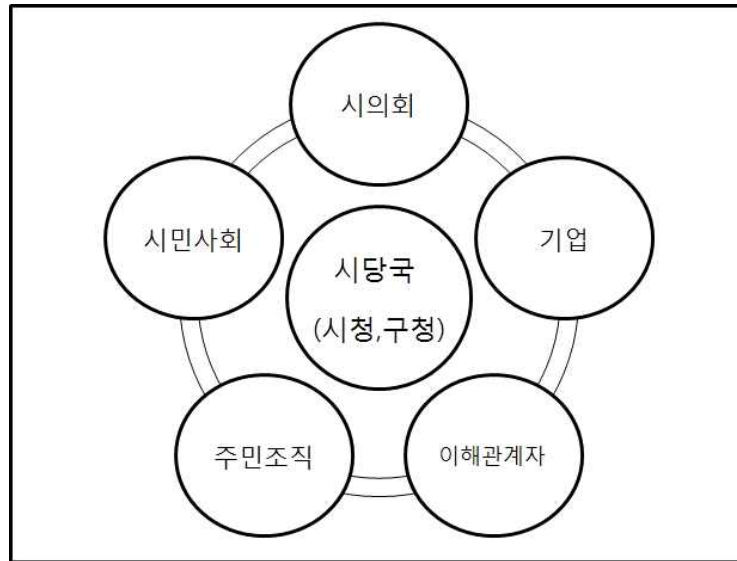 시의회
시민사회
기업
시당국
(시청,구청)
주민조직
이해관계자